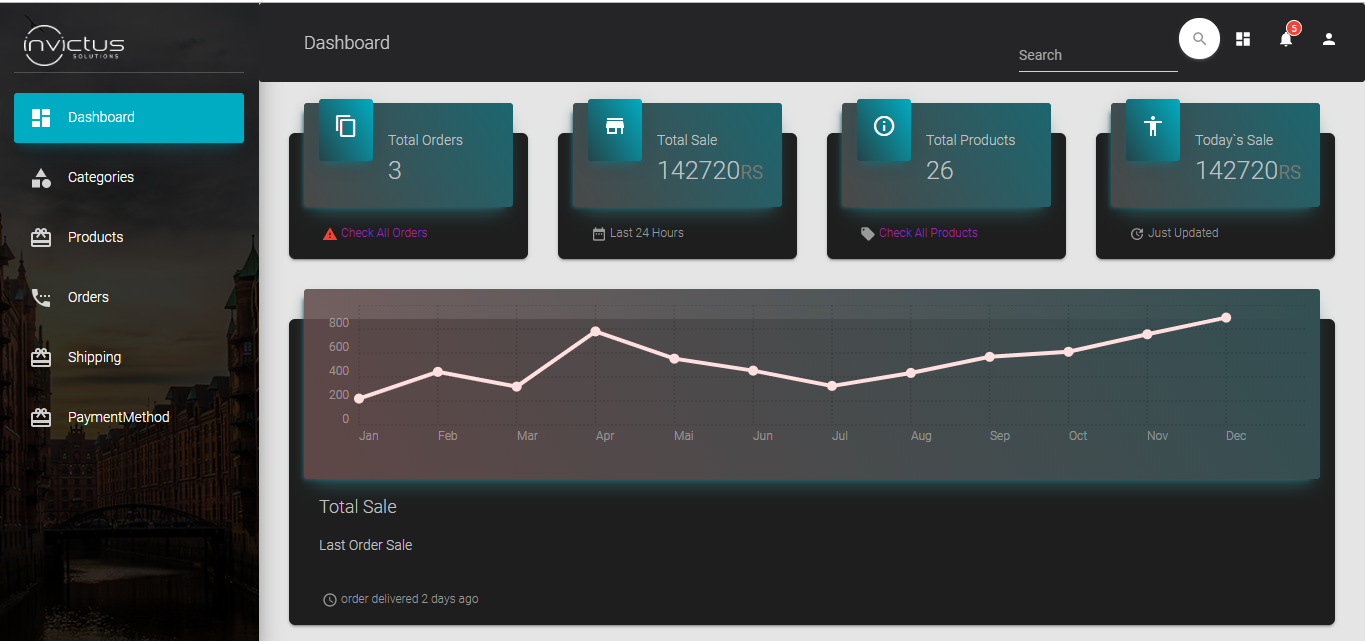 invictus
SOLUTIONS
Dashboard
Categories
Products
Orders
Shipping
PaymentMethod
Dashboard
Search
5
Total Orders
3
Check All Orders
Total Sale
142720RS
Last 24 Hours
Total Products
26
Check All Products
Today`s Sale
142720RS
Just Updated
800
600
400
200
0
Jan Feb Mar Apr Mai Jun Jul Aug Sep Oct Nov Dec
Total Sale
Last Order Sale
order delivered 2 days ago